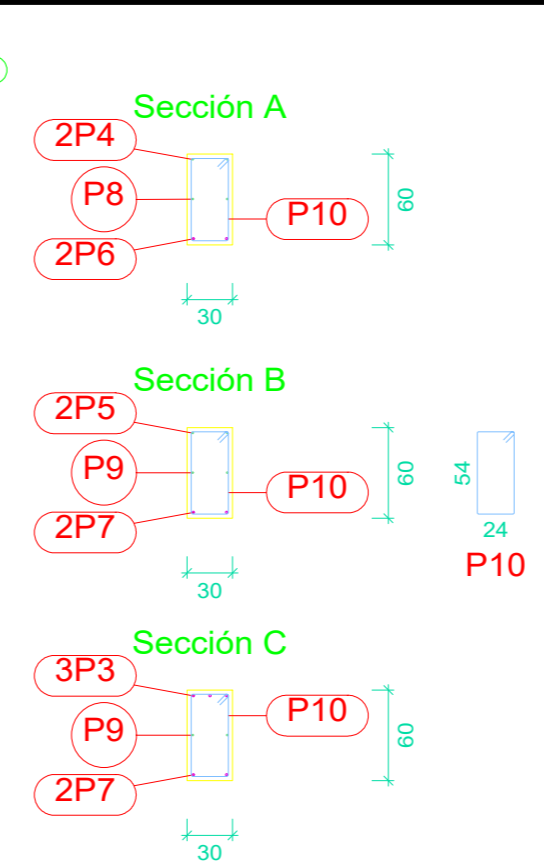 Sección A
2P4
P8
P10
2P6
60
30
Sección B
2P5
P9
P10
2P7
60
30
54
24
P10
Sección C
3P3
P9
P10
2P7
60
30